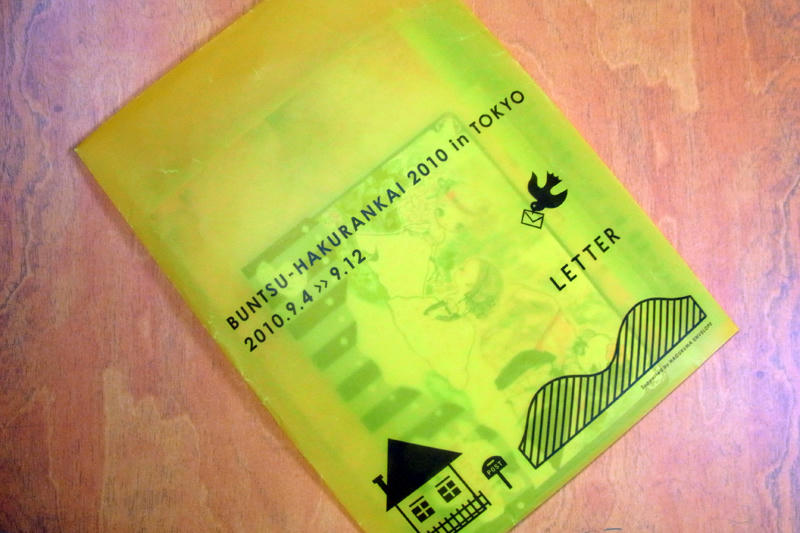 BUNTSU-HAKURANKAI 2010 in TOKYO
2010.9.4 >> 9.12
LETTER
POST